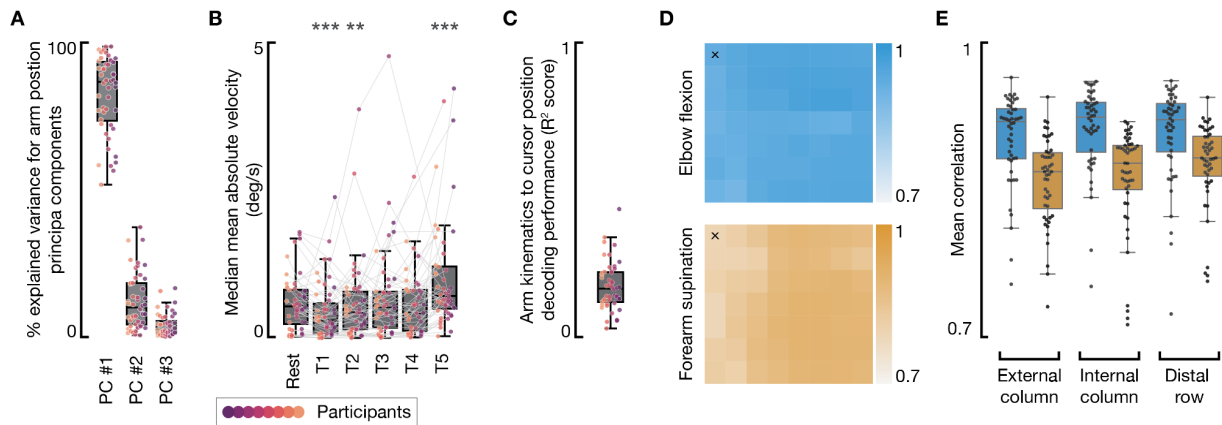 A
% explained variance for arm postion
principa components
100
0
PC #1
PC #2
PC #3
B
Median mean absolute velocity
(deg/s)
5
0
***
**
***
Rest
T1
T2
T3
T4
T5
Participants
C
Arm kinematics to cursor position
decoding performance (R² score)
1
0
D
Elbow flexion
×
1
0.7
Forearm supination
×
1
0.7
E
Mean correlation
1
0.7
External
column
Internal
column
Distal
row